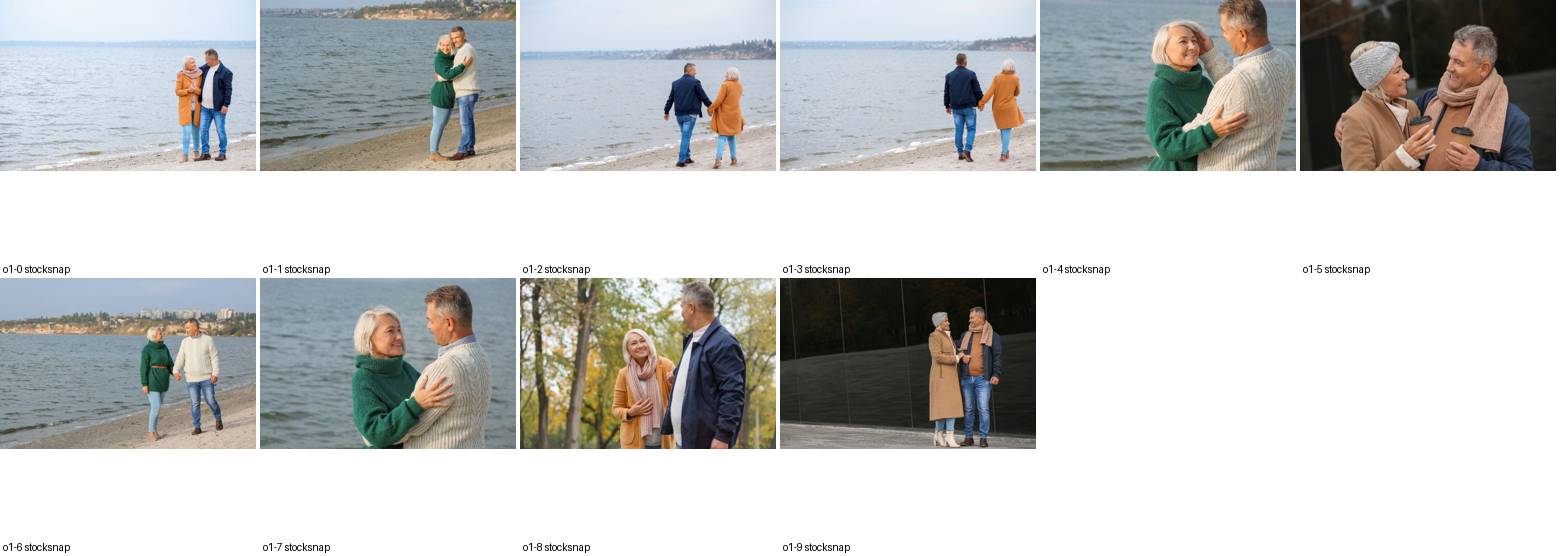 o1-0 stocksnap
o1-1 stocksnap
o1-2 stocksnap
o1-3 stocksnap
o1-4 stocksnap
o1-5 stocksnap
o1-6 stocksnap
o1-7 stocksnap
o1-8 stocksnap
o1-9 stocksnap